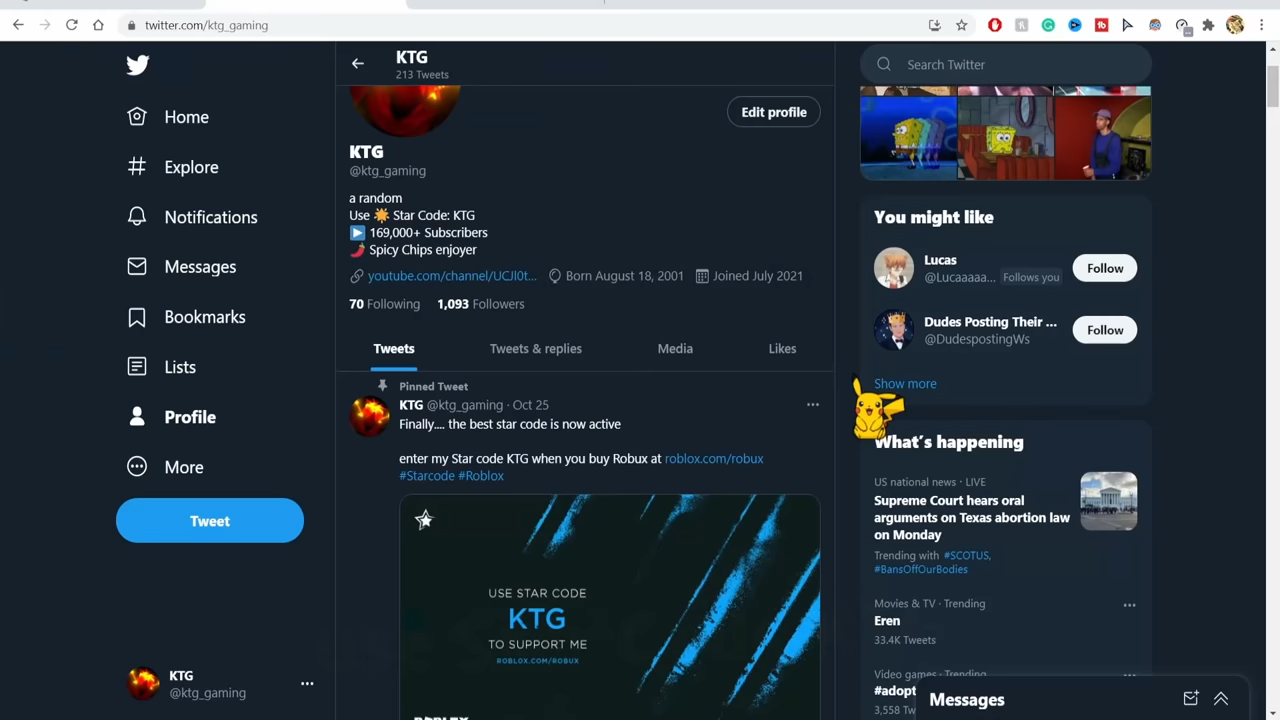 twitter.com/ktg_gaming
KTG
213 Tweets
Search Twitter
Home
Explore
Notifications
Messages
Bookmarks
Lists
Profile
More
Tweet
KTG
@ktg_gaming
Edit profile
KTG
@ktg_gaming
a random
Use ☀️ Star Code: KTG
▶️ 169,000+ Subscribers
🌶️ Spicy Chips enjoyer
youtube.com/channel/UCJl0t...
Born August 18, 2001
Joined July 2021
70 Following
1,093 Followers
Tweets
Tweets & replies
Media
Likes
Pinned Tweet
KTG @ktg_gaming · Oct 25
Finally.... the best star code is now active
enter my Star code KTG when you buy Robux at roblox.com/robux
#Starcode #Roblox
USE STAR CODE
KTG
TO SUPPORT ME
ROBLOX.COM/ROBUX
You might like
Lucas
@Lucaaaaa... Follows you
Follow
Dudes Posting Their ...
@DudespostingWs
Follow
Show more
What's happening
US national news · LIVE
Supreme Court hears oral
arguments on Texas abortion law
on Monday
Trending with #SCOTUS,
#BansOffOurBodies
Movies & TV · Trending
Eren
33.4K Tweets
Video games · Trending
#adopt
3,558
Messages